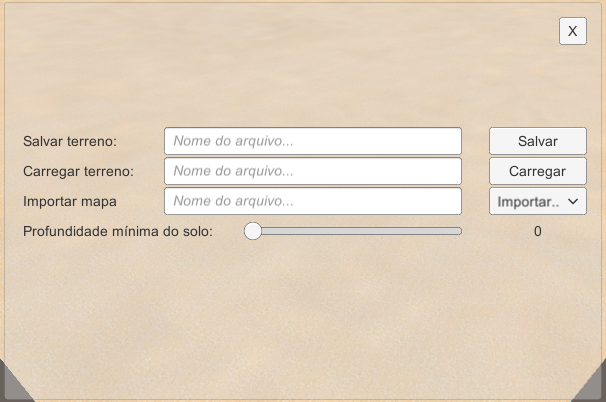 X
Salvar terreno: Nome do arquivo... Salvar
Carregar terreno: Nome do arquivo... Carregar
Importar mapa Nome do arquivo... Importar..
Profundidade mínima do solo: 0